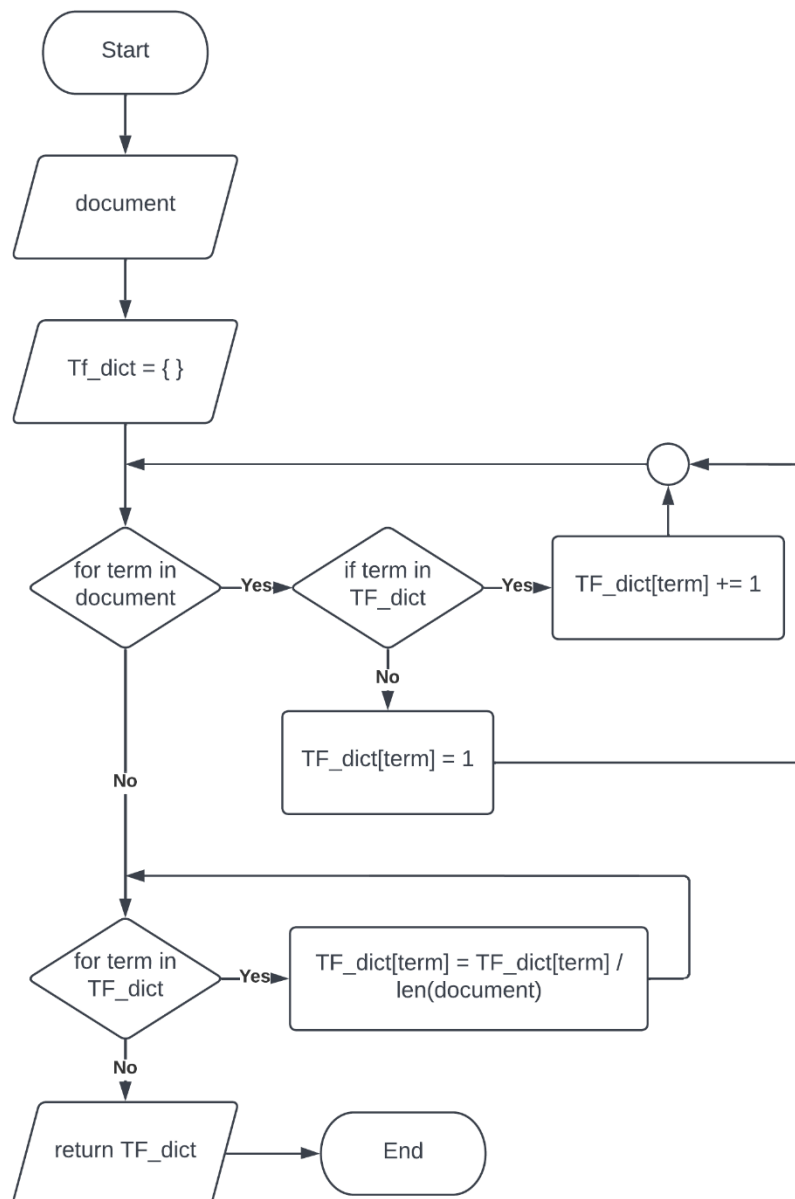 Start
document
Tf_dict = { }
for term in
document
Yes
if term in
TF_dict
Yes
TF_dict[term] += 1
No
TF_dict[term] = 1
No
for term in
TF_dict
Yes
TF_dict[term] = TF_dict[term] /
len(document)
No
return TF_dict
End